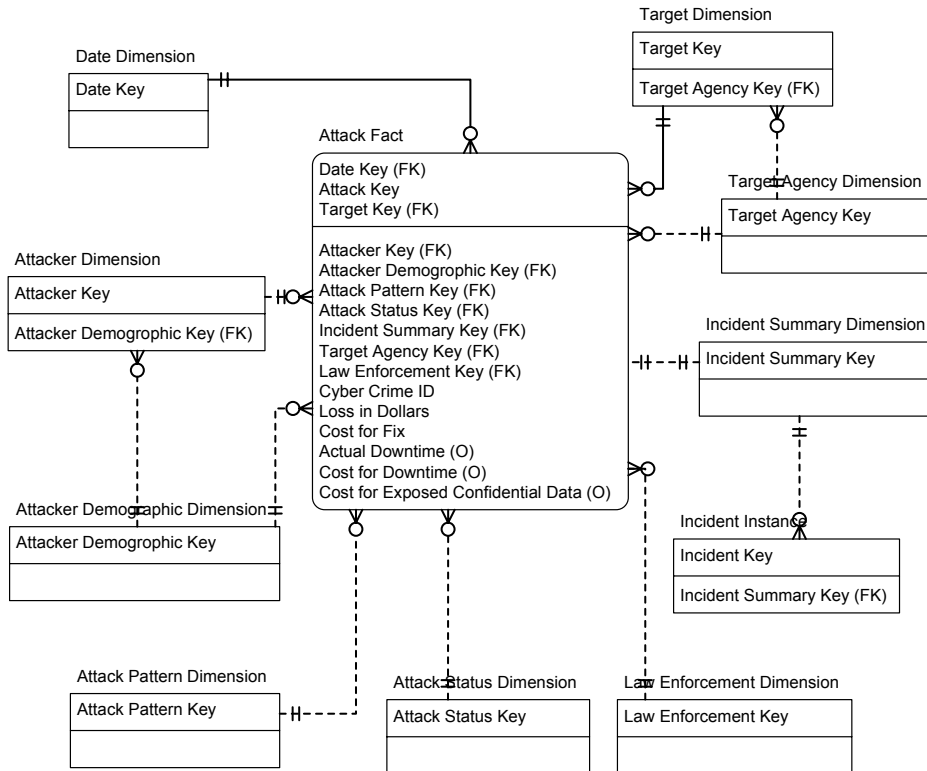 Target Dimension
Target Key
Target Agency Key (FK)
Date Dimension
Date Key
Attack Fact
Date Key (FK)
Attack Key
Target Key (FK)
Attacker Key (FK)
Attacker Demogrophic Key (FK)
Attack Pattern Key (FK)
Attack Status Key (FK)
Incident Summary Key (FK)
Target Agency Key (FK)
Law Enforcement Key (FK)
Cyber Crime ID
Loss in Dollars
Cost for Fix
Actual Downtime (O)
Cost for Downtime (O)
Cost for Exposed Confidential Data (O)
Target Agency Dimension
Target Agency Key
Attacker Dimension
Attacker Key
Attacker Demographic Key (FK)
Incident Summary Dimension
Incident Summary Key
Attacker Demographic Dimension
Attacker Demographic Key
Incident Instance
Incident Key
Incident Summary Key (FK)
Attack Pattern Dimension
Attack Pattern Key
Attack Status Dimension
Attack Status Key
Law Enforcement Dimension
Law Enforcement Key